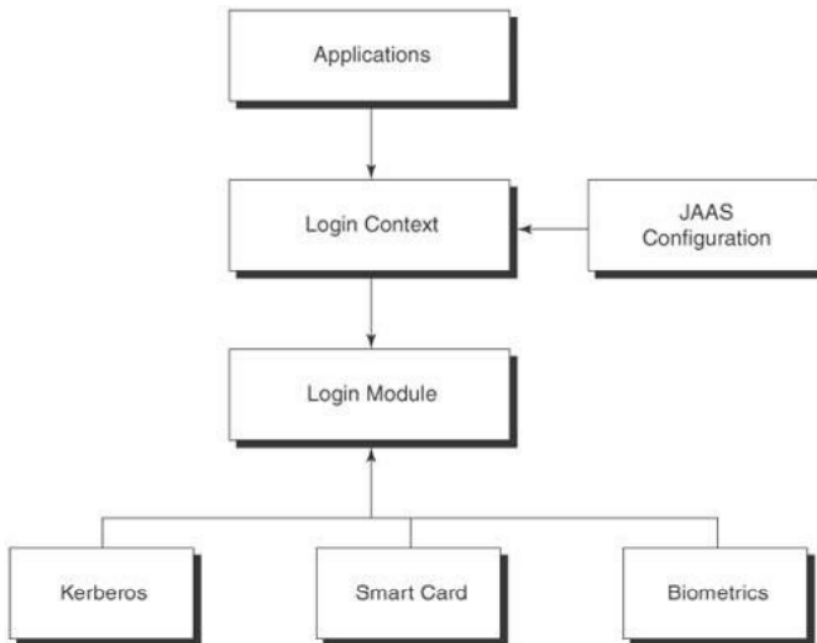 Applications
Login Context
JAAS
Configuration
Login Module
Kerberos
Smart Card
Biometrics